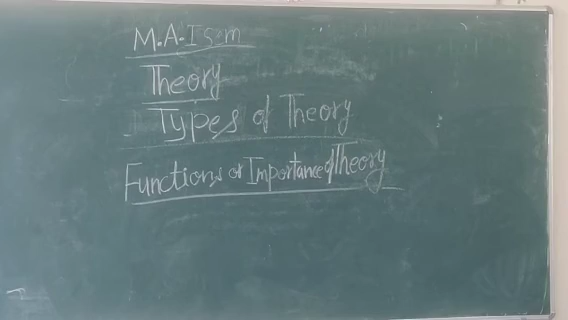 M.A. I sem
Theory
Types of Theory
Functions or Importance of Theory